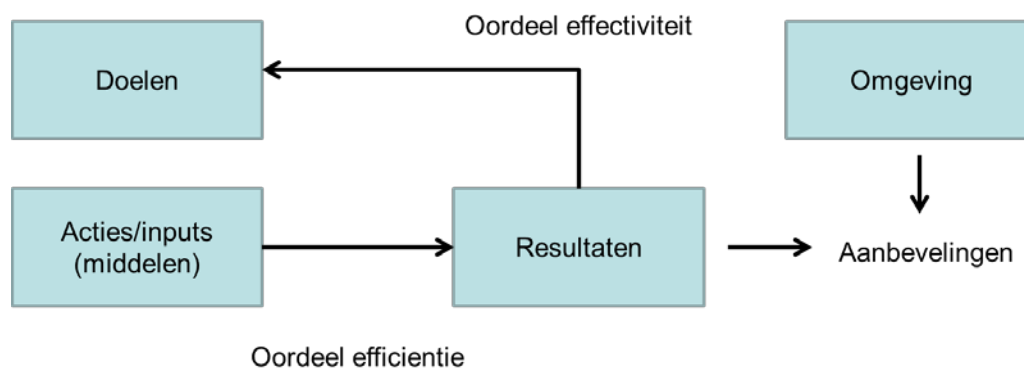 Oordeel effectiviteit
Doelen
Omgeving
Acties/inputs
(middelen)
Resultaten
Aanbevelingen
Oordeel efficientie